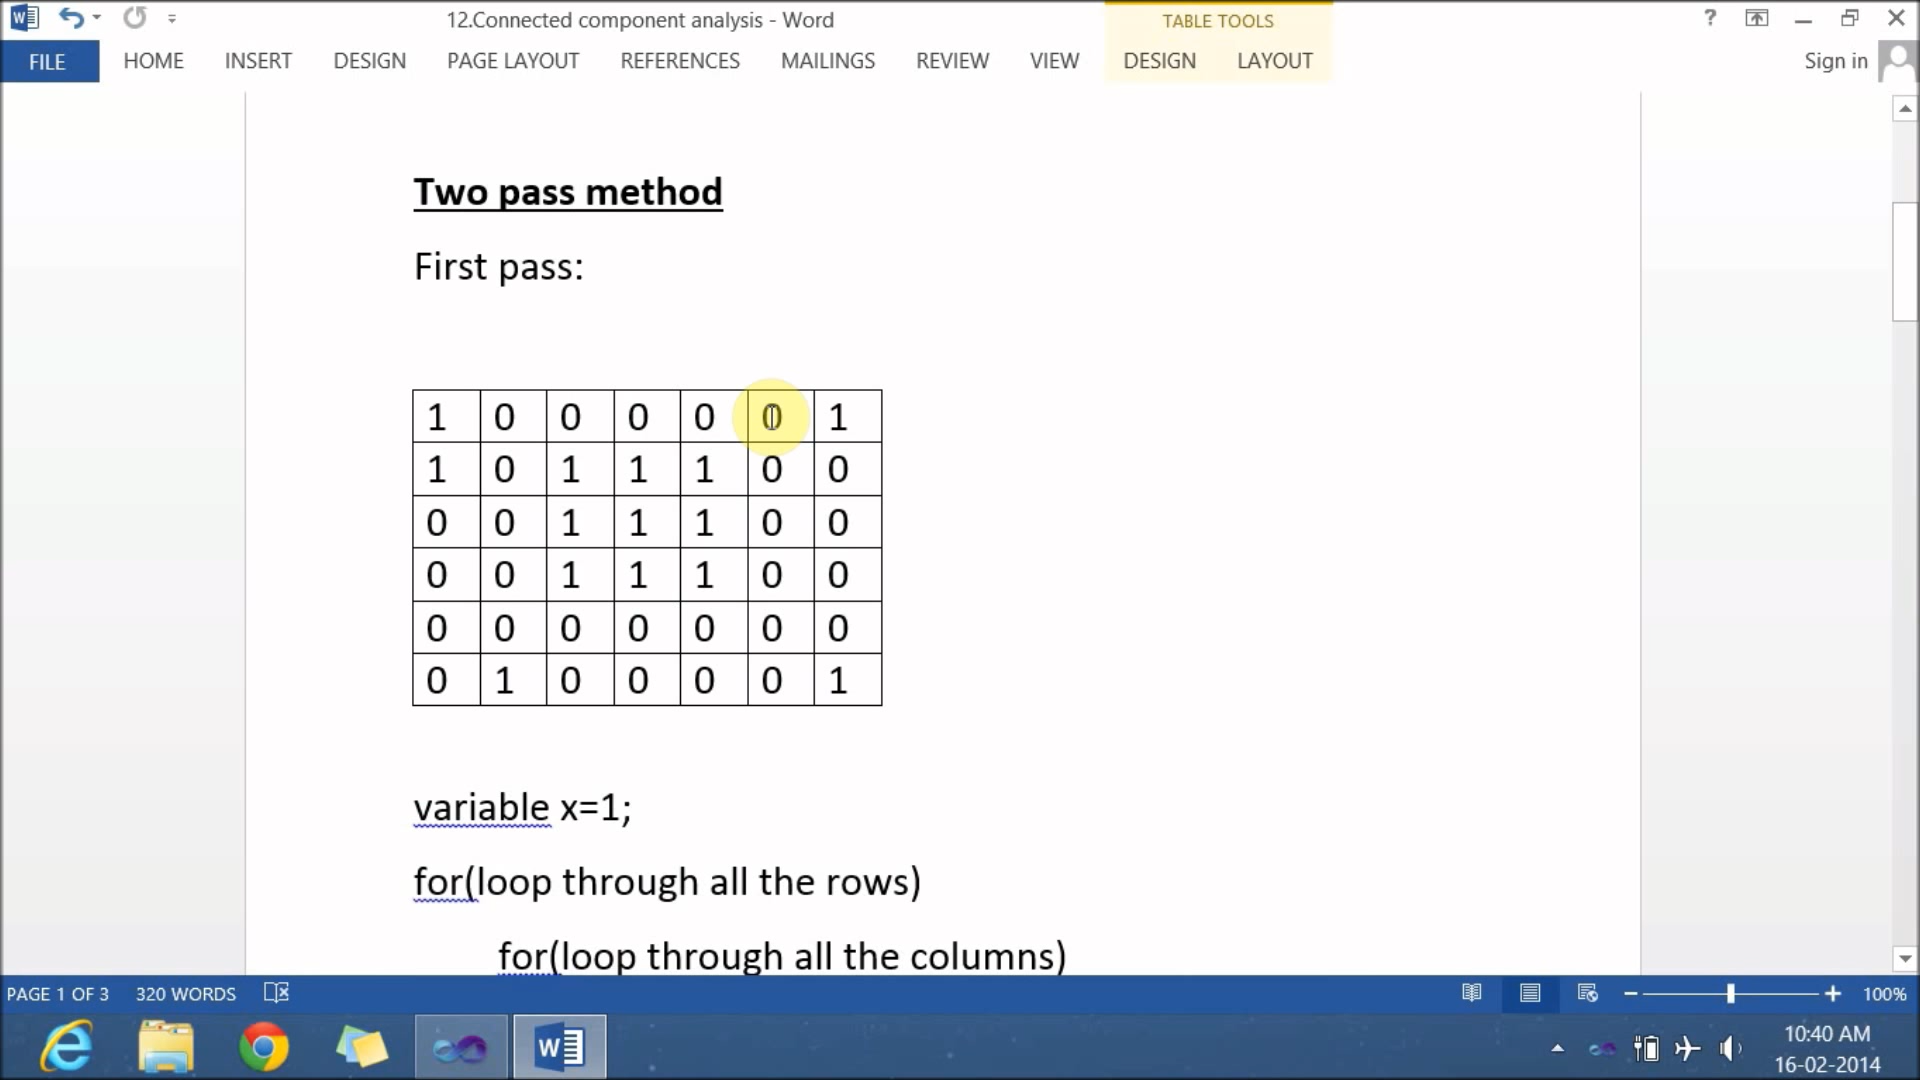 12.Connected component analysis - Word
TABLE TOOLS
?
FILE HOME INSERT DESIGN PAGE LAYOUT REFERENCES MAILINGS REVIEW VIEW DESIGN LAYOUT Sign in
Two pass method
First pass:
1 0 0 0 0 0 1
1 0 1 1 1 0 0
0 0 1 1 1 0 0
0 0 1 1 1 0 0
0 0 0 0 0 0 0
0 1 0 0 0 0 1
variable x=1;
for(loop through all the rows)
for(loop through all the columns)
PAGE 1 OF 3 320 WORDS 100%
10:40 AM
16-02-2014